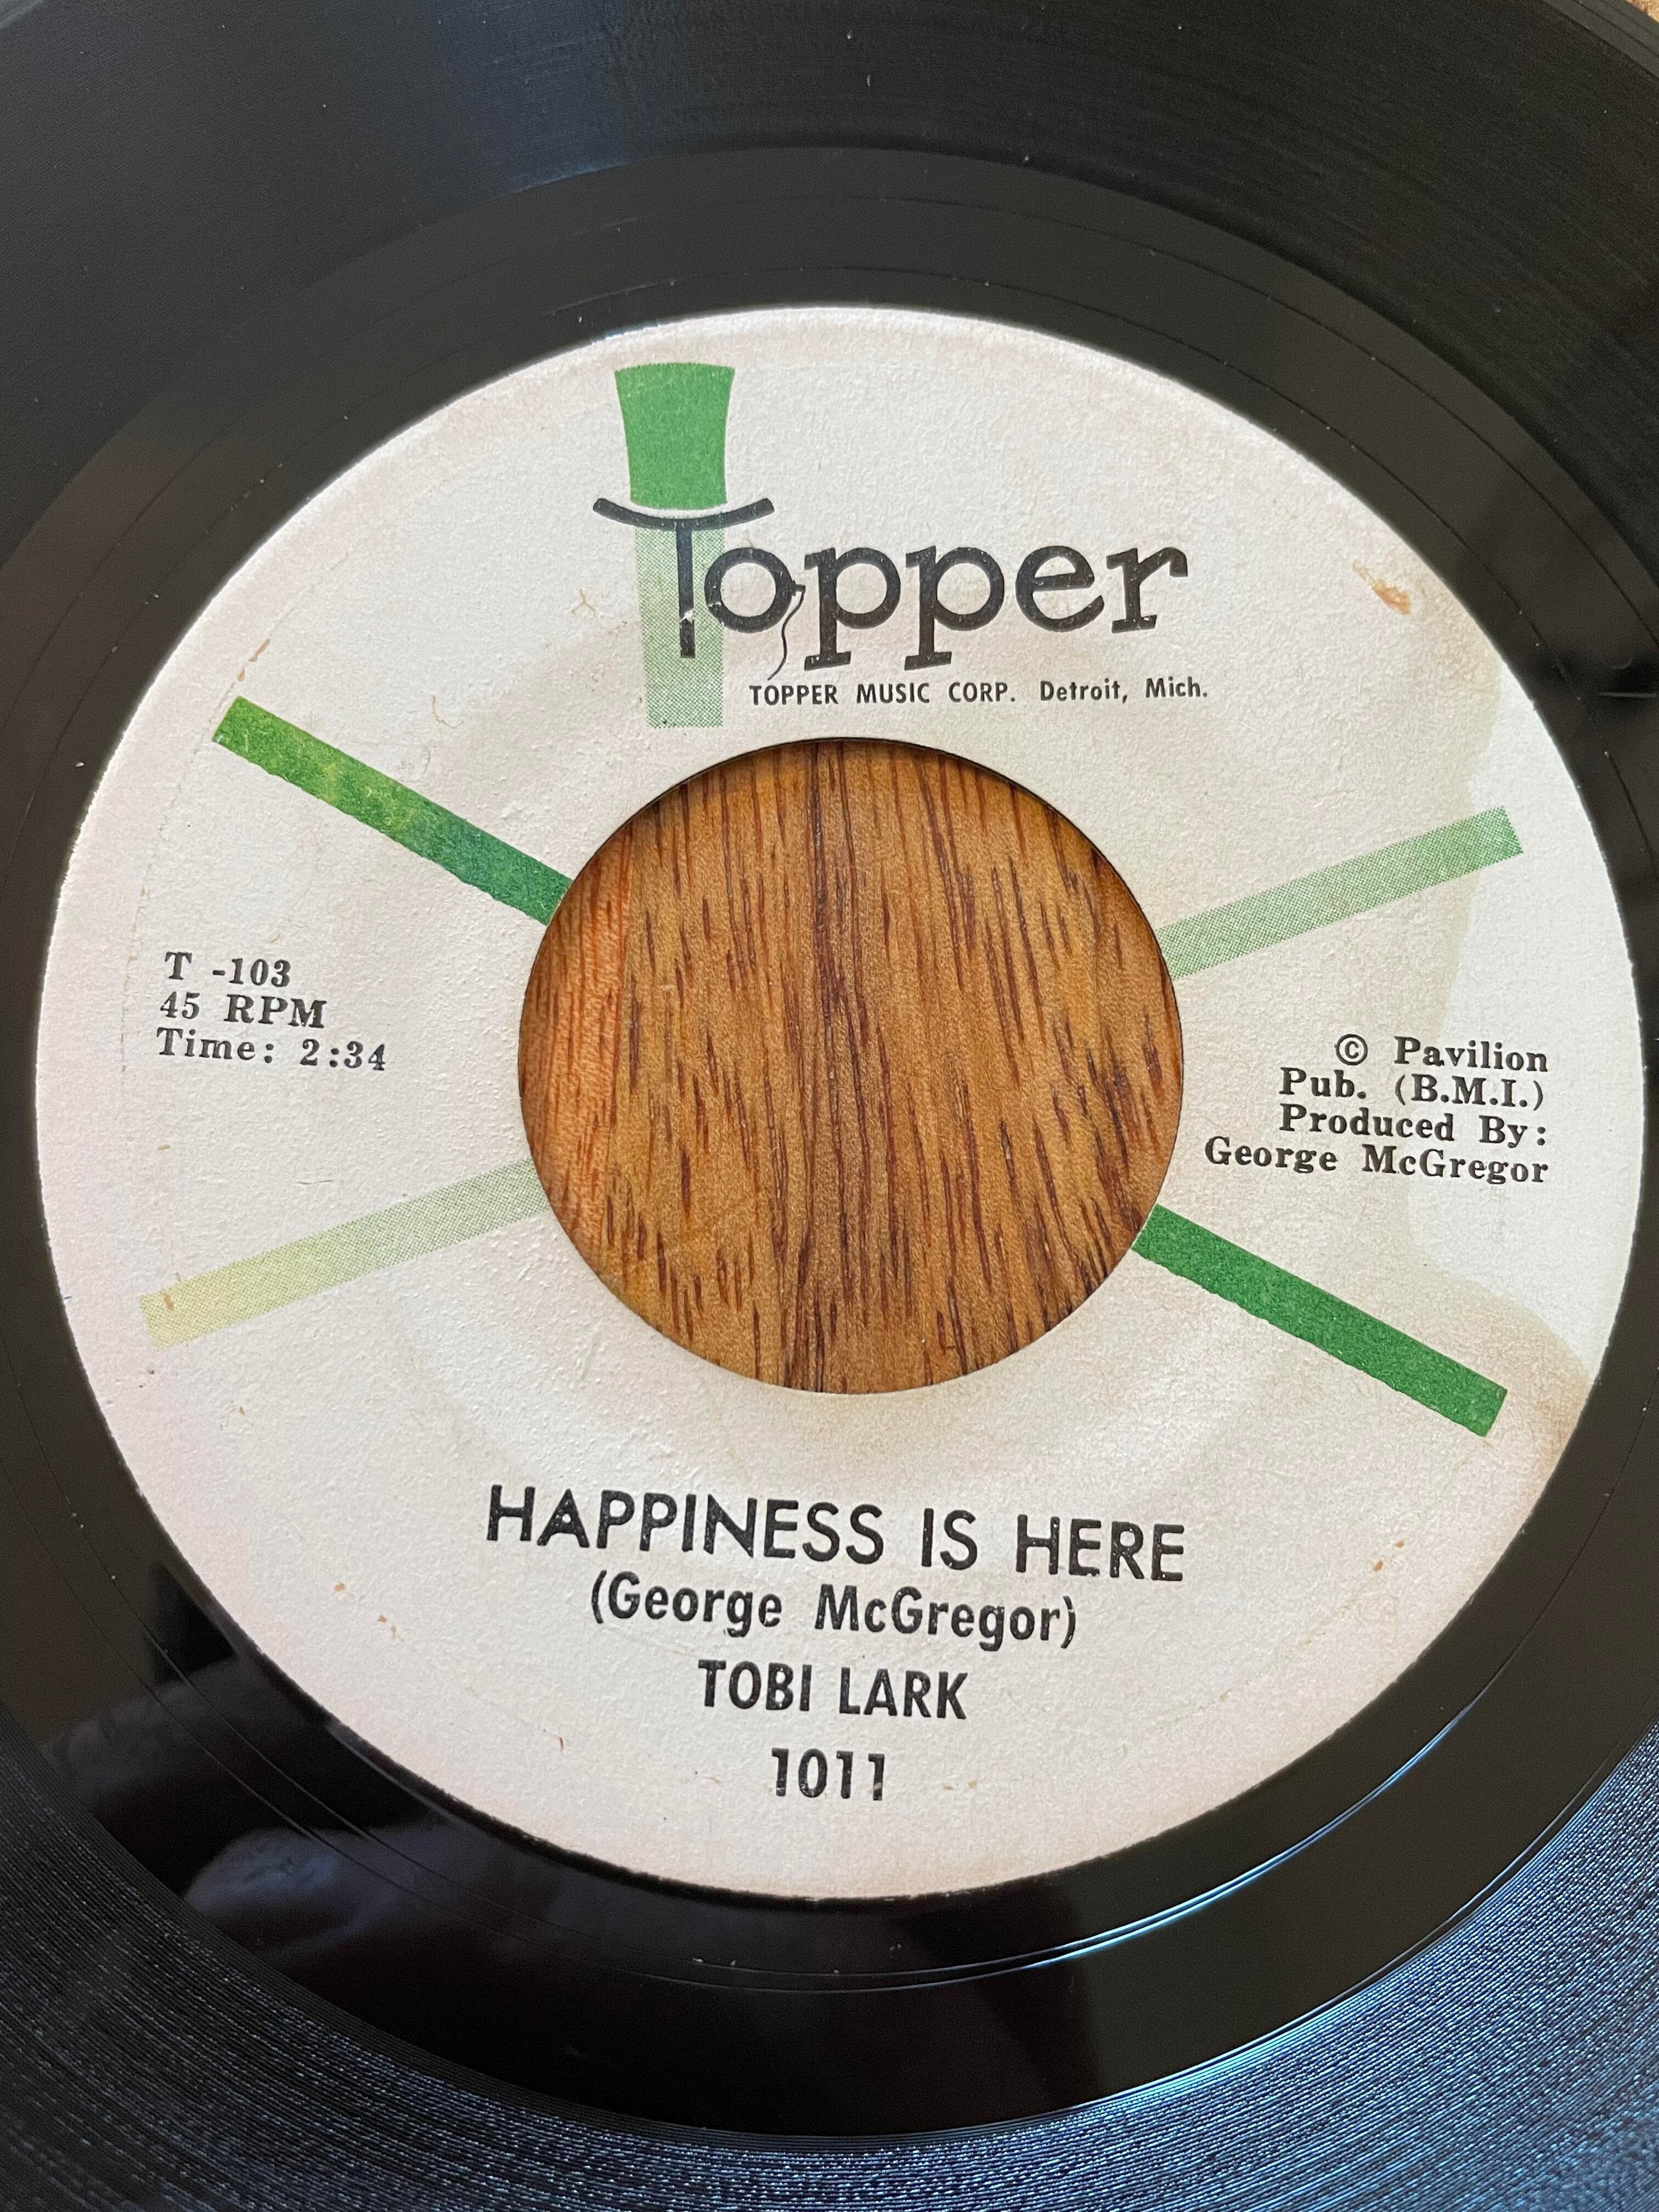 Topper
TOPPER MUSIC CORP. Detroit, Mich.
T -103
45 RPM
Time: 2:34
© Pavilion
Pub. (B.M.I.)
Produced By:
George McGregor
HAPPINESS IS HERE
(George McGregor)
TOBI LARK
1011